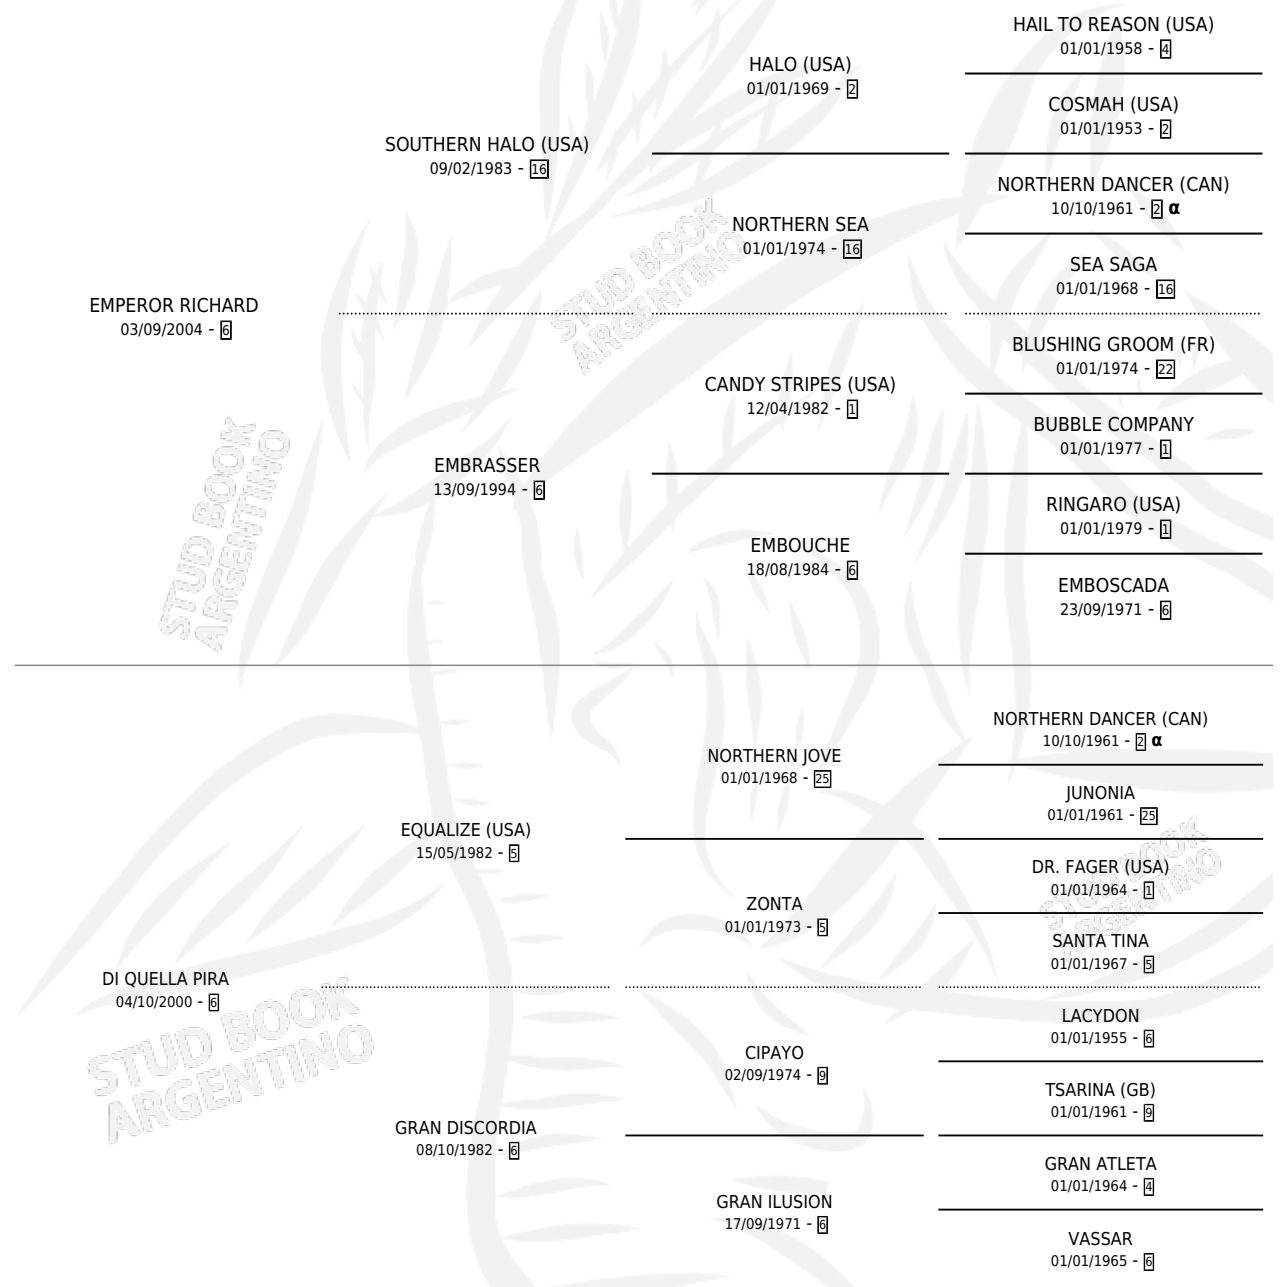 HAIL TO REASON (USA)
01/01/1958 - 4
HALO (USA)
01/01/1969 - 2
COSMAH (USA)
01/01/1953 - 2
SOUTHERN HALO (USA)
09/02/1983 - 16
NORTHERN DANCER (CAN)
10/10/1961 - 2 α
NORTHERN SEA
01/01/1974 - 16
SEA SAGA
01/01/1968 - 16
STUD BOOK
ARGENTINO
EMPEROR RICHARD
03/09/2004 - 6
BLUSHING GROOM (FR)
01/01/1974 - 22
CANDY STRIPES (USA)
12/04/1982 - 1
BUBBLE COMPANY
01/01/1977 - 1
EMBRASSER
13/09/1994 - 6
RINGARO (USA)
01/01/1979 - 1
EMBOUCHE
18/08/1984 - 6
EMBOSCADA
23/09/1971 - 6
STUD BOOK
ARGENTINO
NORTHERN DANCER (CAN)
10/10/1961 - 2 α
NORTHERN JOVE
01/01/1968 - 25
JUNONIA
01/01/1961 - 25
EQUALIZE (USA)
15/05/1982 - 5
DR. FAGER (USA)
01/01/1964 - 1
ZONTA
01/01/1973 - 5
SANTA TINA
01/01/1967 - 5
STUD BOOK
ARGENTINO
DI QUELLA PIRA
04/10/2000 - 6
LACYDON
01/01/1955 - 6
CIPAYO
02/09/1974 - 9
TSARINA (GB)
01/01/1961 - 9
STUD BOOK
ARGENTINO
GRAN DISCORDIA
08/10/1982 - 6
GRAN ATLETA
01/01/1964 - 4
GRAN ILUSION
17/09/1971 - 6
VASSAR
01/01/1965 - 6